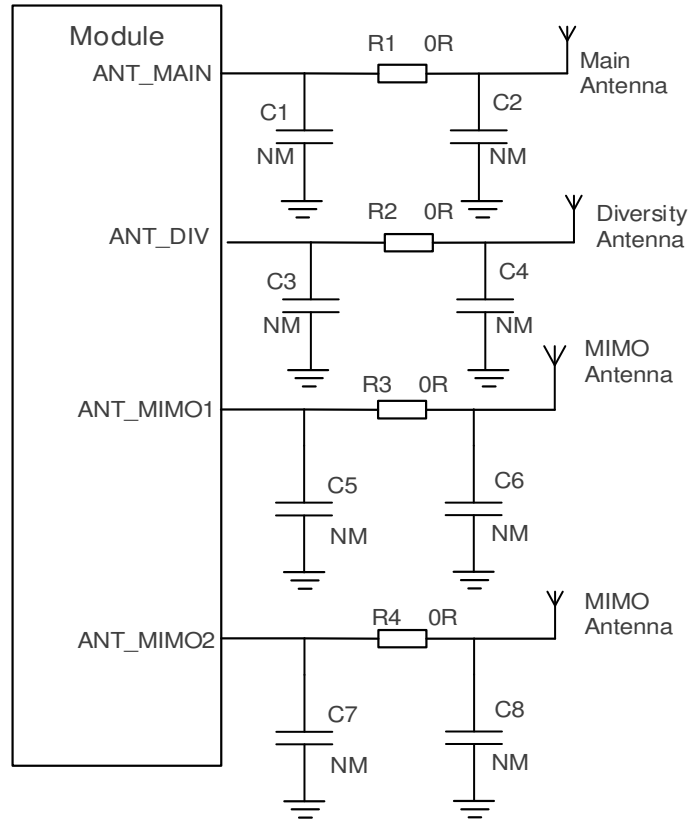 Module
R1 0R
Main
Antenna
ANT_MAIN
C1
C2
NM
NM
R2 0R
Diversity
Antenna
ANT_DIV
C3
C4
NM
NM
MIMO
Antenna
R3 0R
ANT_MIMO1
C5
C6
NM
NM
MIMO
Antenna
R4 0R
ANT_MIMO2
C7
C8
NM
NM